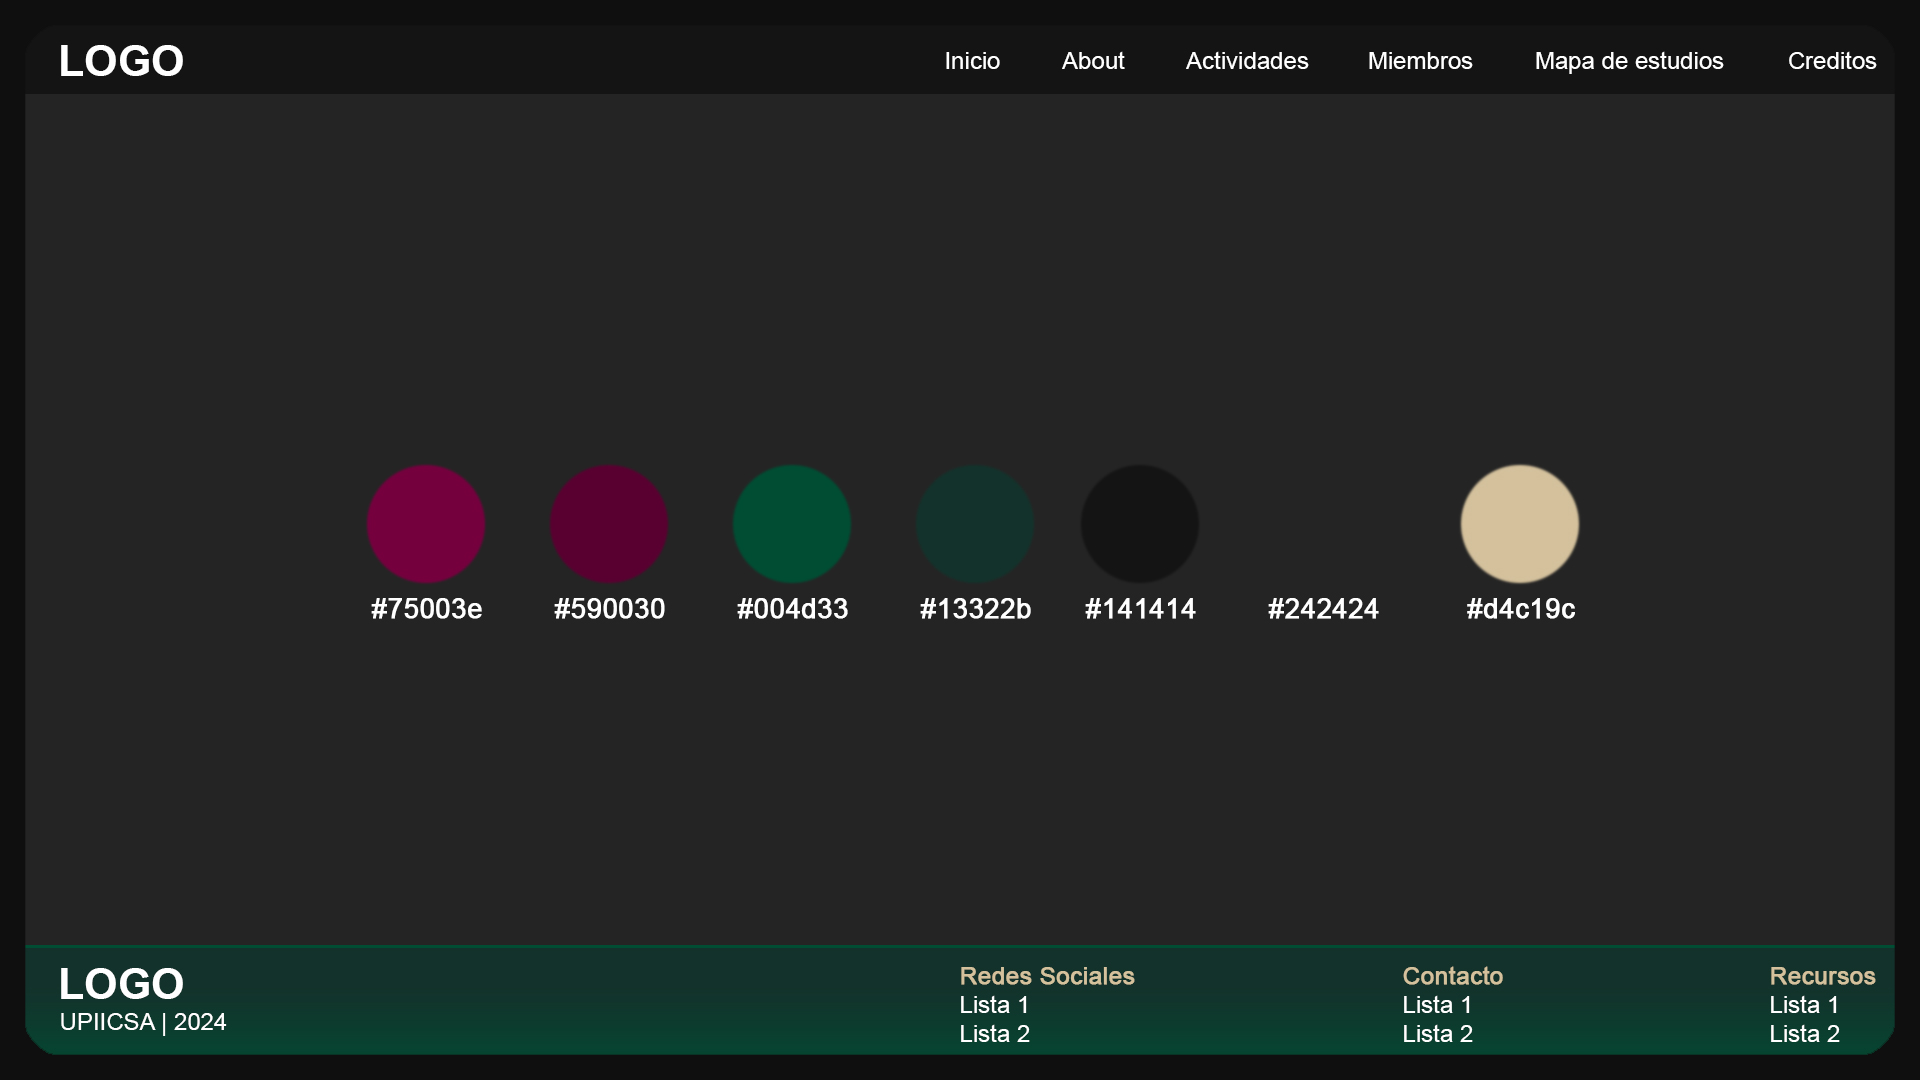 LOGO
Inicio About Actividades Miembros Mapa de estudios Creditos
#75003e #590030 #004d33 #13322b #141414 #242424 #d4c19c
LOGO
UPIICSA | 2024
Redes Sociales
Lista 1
Lista 2
Contacto
Lista 1
Lista 2
Recursos
Lista 1
Lista 2